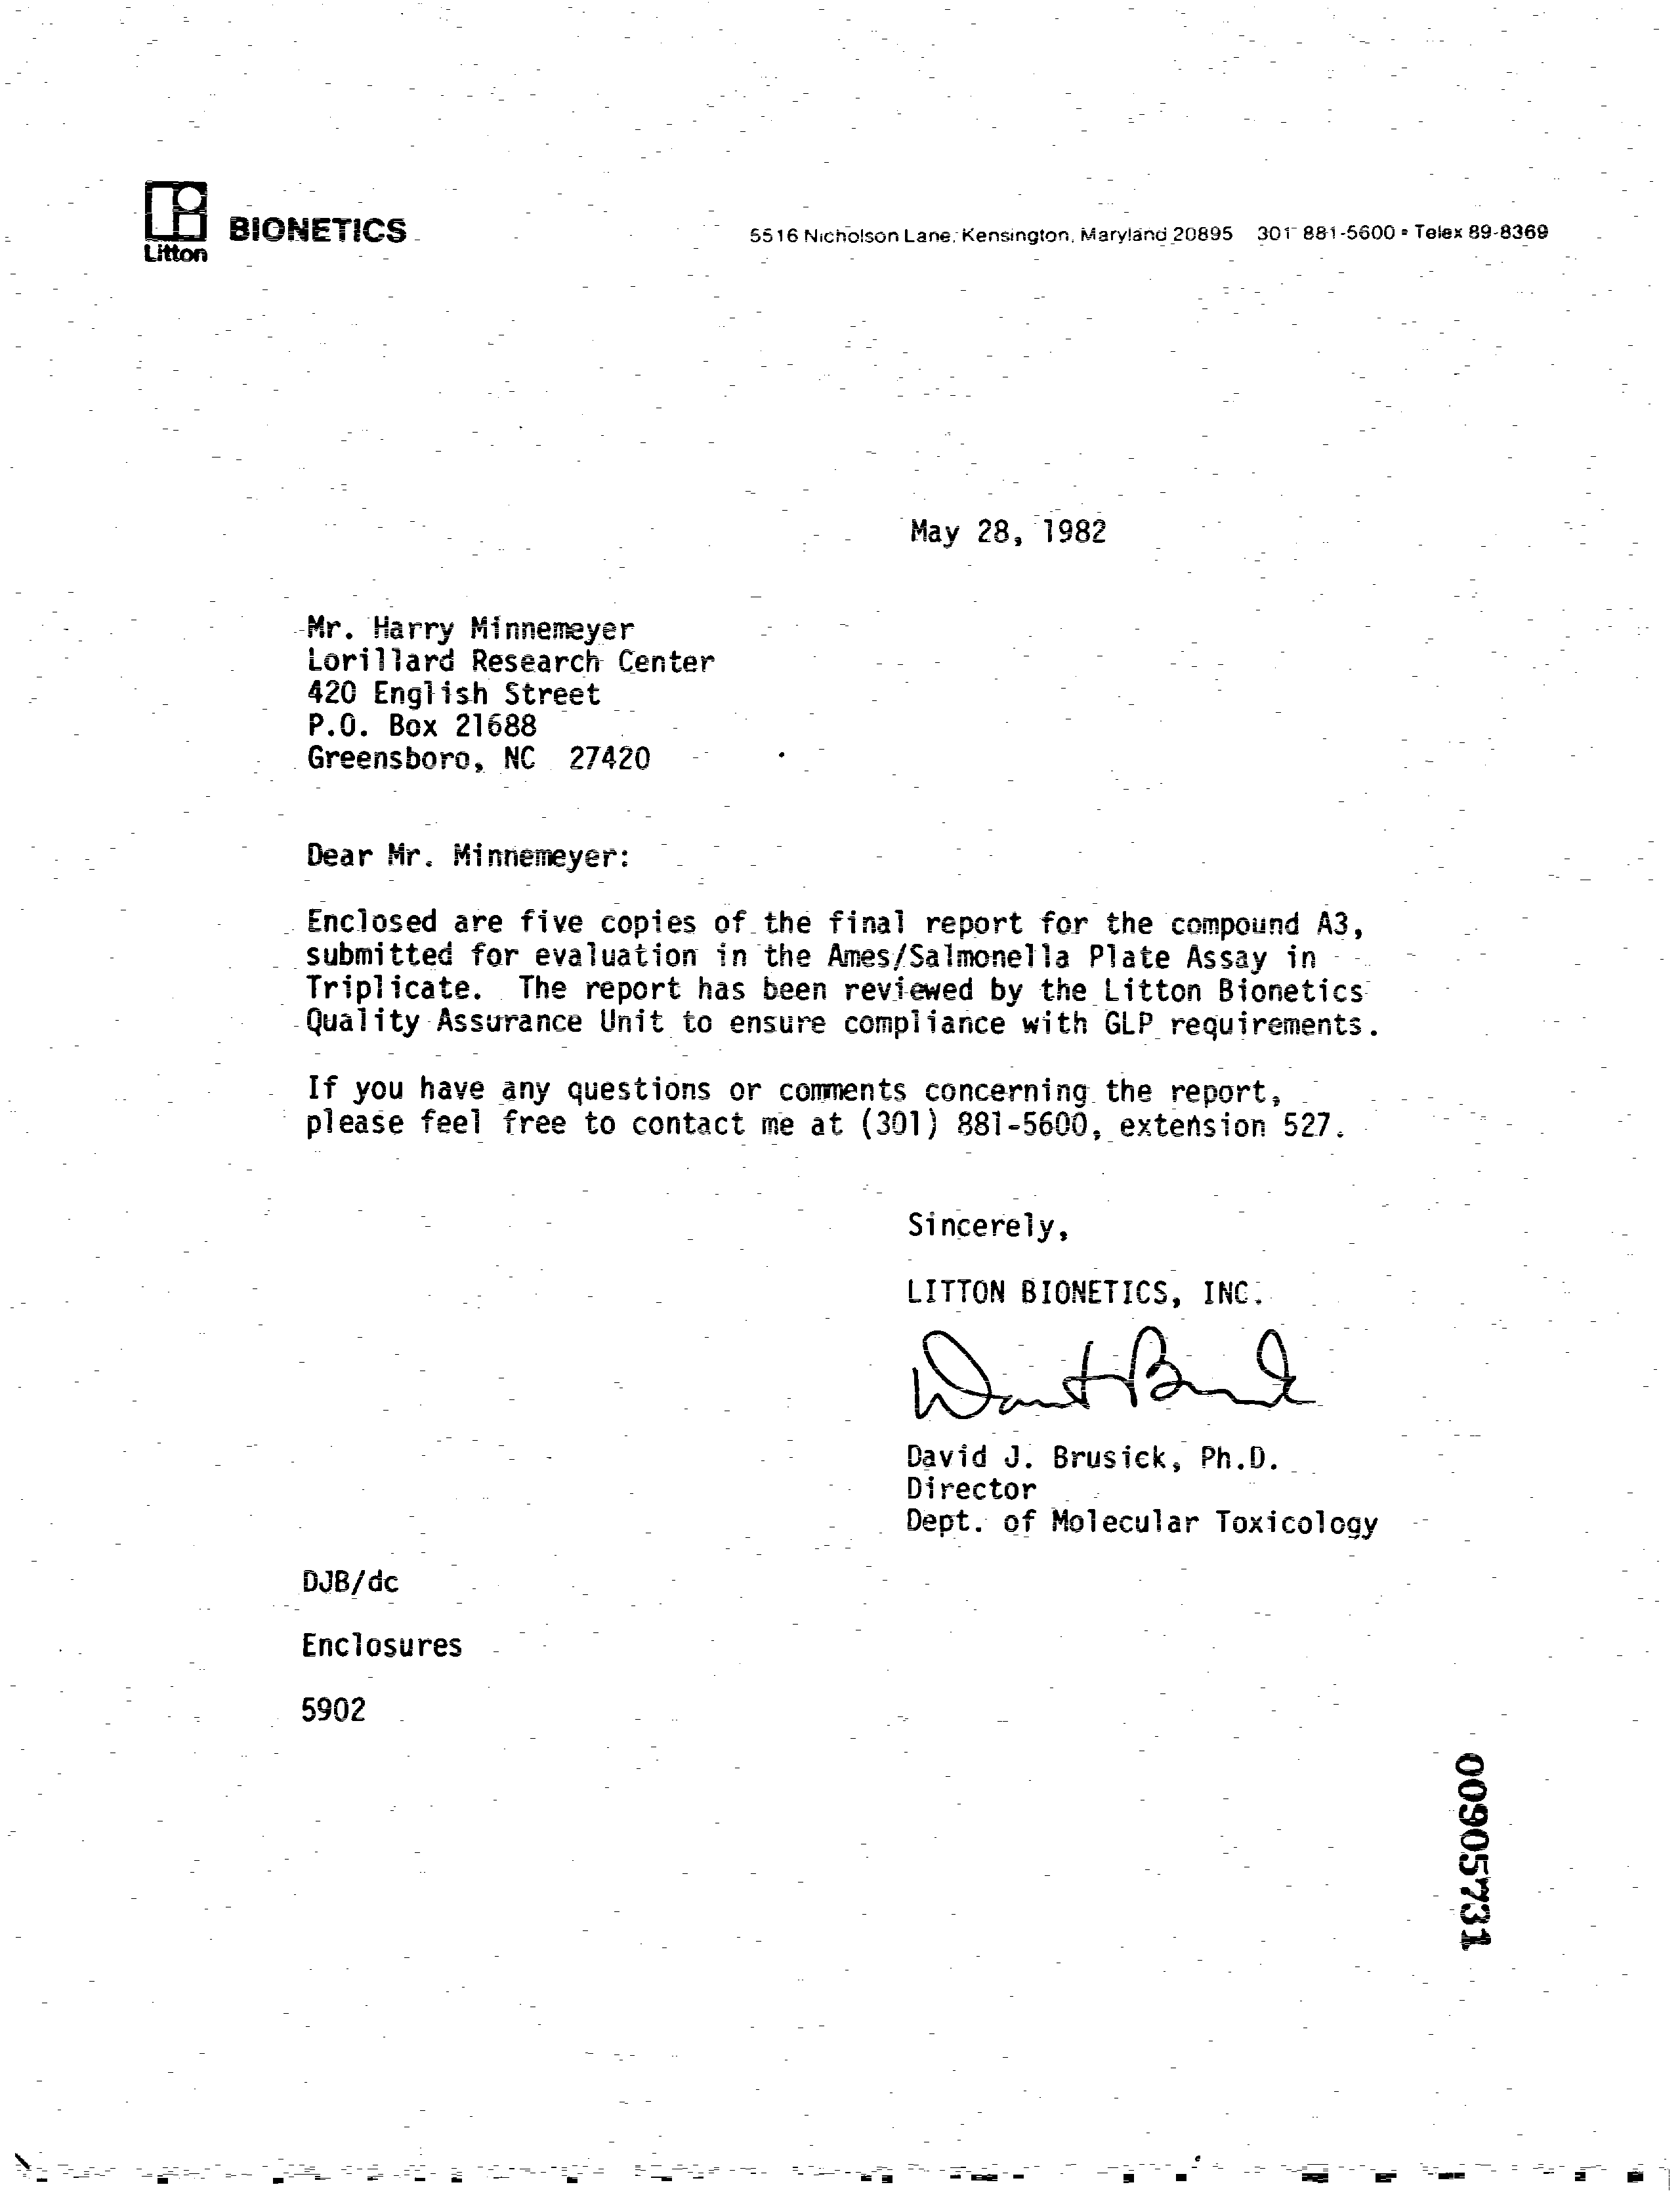 Litton
BIONETICS
5516 Nicholson Lane, Kensington, Maryland 20895 301 881-5600 • Telex 89-8369
May 28, 1982
Mr. Harry Minnemeyer
Lorillard Research Center
420 English Street
P.O. Box 21688
Greensboro, NC 27420
Dear Mr. Minnemeyer:
Enclosed are five copies of the final report for the compound A3,
submitted for evaluation in the Ames/Salmonella Plate Assay in
Triplicate. The report has been reviewed by the Litton Bionetics
Quality Assurance Unit to ensure compliance with GLP requirements.
If you have any questions or comments concerning the report,
please feel free to contact me at (301) 881-5600, extension 527.
Sincerely,
LITTON BIONETICS, INC.
David J. Brusick, Ph.D.
Director
Dept. of Molecular Toxicology
DJB/dc
Enclosures
5902
00905731